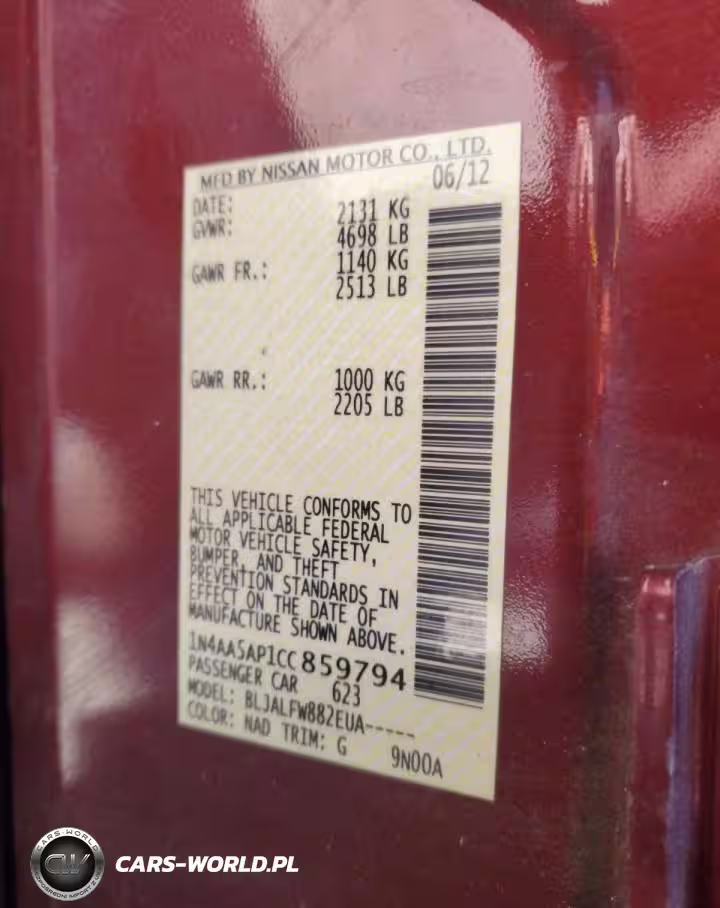 MFD BY NISSAN MOTOR CO., LTD.
DATE: 06/12
GVWR: 2131 KG
4698 LB
GAWR FR.: 1140 KG
2513 LB
GAWR RR.: 1000 KG
2205 LB
THIS VEHICLE CONFORMS TO
ALL APPLICABLE FEDERAL
MOTOR VEHICLE SAFETY,
BUMPER, AND THEFT
PREVENTION STANDARDS IN
EFFECT ON THE DATE OF
MANUFACTURE SHOWN ABOVE.
1N4AA5AP1CC859794
PASSENGER CAR 623
MODEL: BLJALFW882EUA-----
COLOR: NAD TRIM: G 9N00A
CARS-WORLD
CW
CARS-WORLD.PL